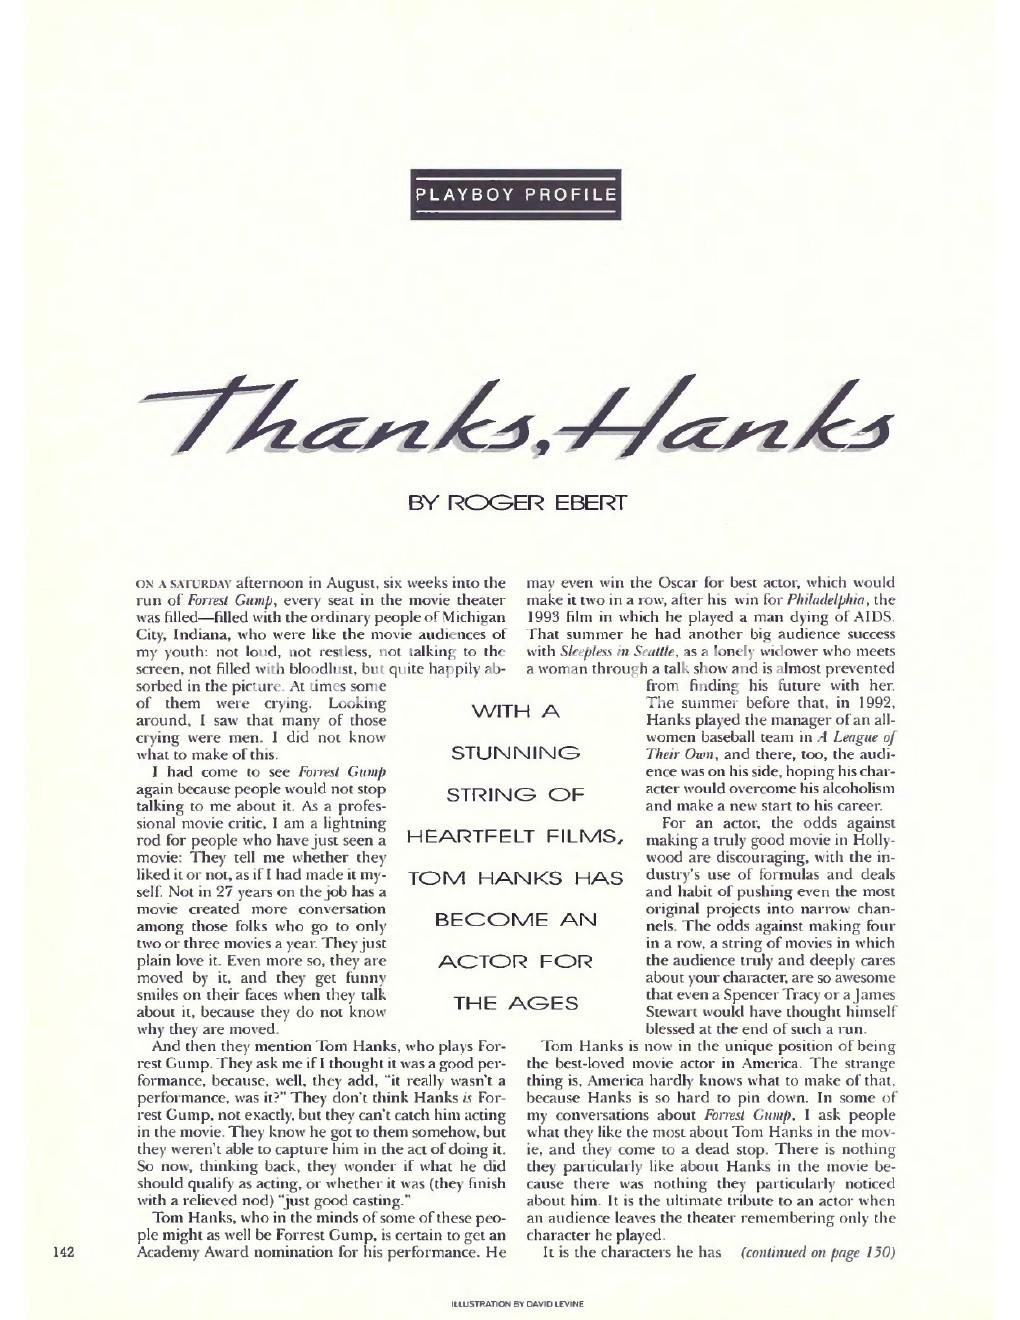 PLAYBOY PROFILE
Thanks, Hanks
BY ROGER EBERT
ON A SATURDAY afternoon in August, six weeks into the
run of Forrest Gump, every seat in the movie theater
was filled—filled with the ordinary people of Michigan
City, Indiana, who were like the movie audiences of
my youth: not loud, not restless, not talking to the
screen, not filled with bloodlust, but quite happily ab-
sorbed in the picture. At times some
of them were crying. Looking
around, I saw that many of those
crying were men. I did not know
what to make of this.
I had come to see Forrest Gump
again because people would not stop
talking to me about it. As a profes-
sional movie critic, I am a lightning
rod for people who have just seen a
movie: They tell me whether they
liked it or not, as if I had made it my-
self. Not in 27 years on the job has a
movie created more conversation
among those folks who go to only
two or three movies a year. They just
plain love it. Even more so, they are
moved by it, and they get funny
smiles on their faces when they talk
about it, because they do not know
why they are moved.
And then they mention Tom Hanks, who plays For-
rest Gump. They ask me if I thought it was a good per-
formance, because, well, they add, "it really wasn't a
performance, was it?" They don't think Hanks is For-
rest Gump, not exactly, but they can't catch him acting
in the movie. They know he got to them somehow, but
they weren't able to capture him in the act of doing it.
So now, thinking back, they wonder if what he did
should qualify as acting, or whether it was (they finish
with a relieved nod) "just good casting."
Tom Hanks, who in the minds of some of these peo-
ple might as well be Forrest Gump, is certain to get an
Academy Award nomination for his performance. He
WITH A
STUNNING
STRING OF
HEARTFELT FILMS,
TOM HANKS HAS
BECOME AN
ACTOR FOR
THE AGES
may even win the Oscar for best actor, which would
make it two in a row, after his win for Philadelphia, the
1993 film in which he played a man dying of AIDS.
That summer he had another big audience success
with Sleepless in Seattle, as a lonely widower who meets
a woman through a talk show and is almost prevented
from finding his future with her.
The summer before that, in 1992,
Hanks played the manager of an all-
women baseball team in A League of
Their Own, and there, too, the audi-
ence was on his side, hoping his char-
acter would overcome his alcoholism
and make a new start to his career.
For an actor, the odds against
making a truly good movie in Holly-
wood are discouraging, with the in-
dustry's use of formulas and deals
and habit of pushing even the most
original projects into narrow chan-
nels. The odds against making four
in a row, a string of movies in which
the audience truly and deeply cares
about your character, are so awesome
that even a Spencer Tracy or a James
Stewart would have thought himself
blessed at the end of such a run.
Tom Hanks is now in the unique position of being
the best-loved movie actor in America. The strange
thing is, America hardly knows what to make of that,
because Hanks is so hard to pin down. In some of
my conversations about Forrest Gump, I ask people
what they like the most about Tom Hanks in the mov-
ie, and they come to a dead stop. There is nothing
they particularly like about Hanks in the movie be-
cause there was nothing they particularly noticed
about him. It is the ultimate tribute to an actor when
an audience leaves the theater remembering only the
character he played.
It is the characters he has (continued on page 150)
142
ILLUSTRATION BY DAVID LEVINE